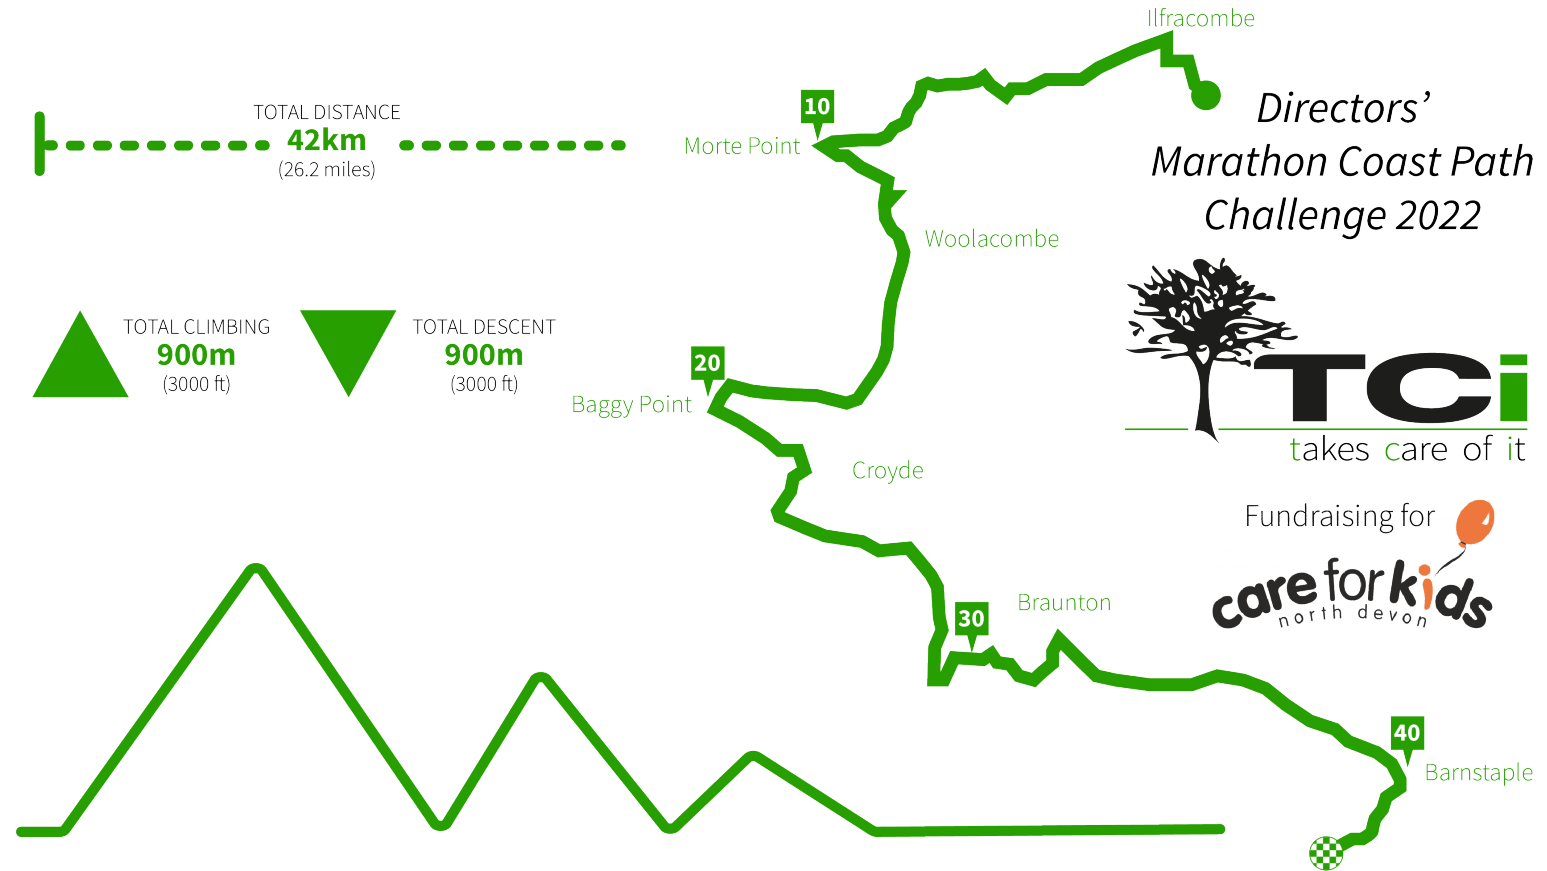 Ilfracombe
Directors’
Marathon Coast Path
Challenge 2022
TOTAL DISTANCE
42km
(26.2 miles)
10
Morte Point
Woolacombe
TOTAL CLIMBING
900m
(3000 ft)
TOTAL DESCENT
900m
(3000 ft)
20
Baggy Point
TCi
takes care of it
Croyde
Fundraising for
care for kids
north devon
30
Braunton
40
Barnstaple